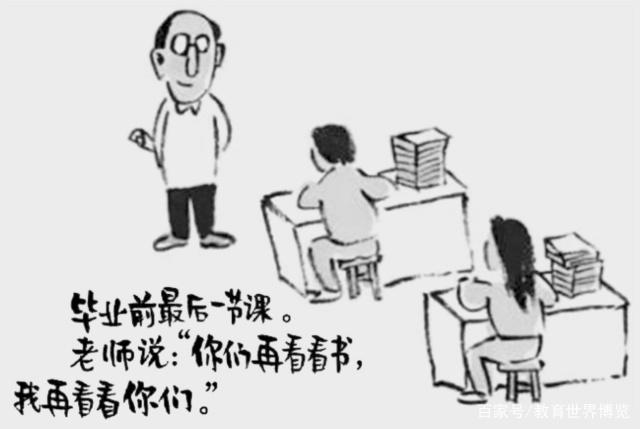 毕业前最后一节课。
老师说:“你们再看看书,
我再看看你们。”
百家号/教育世界博览